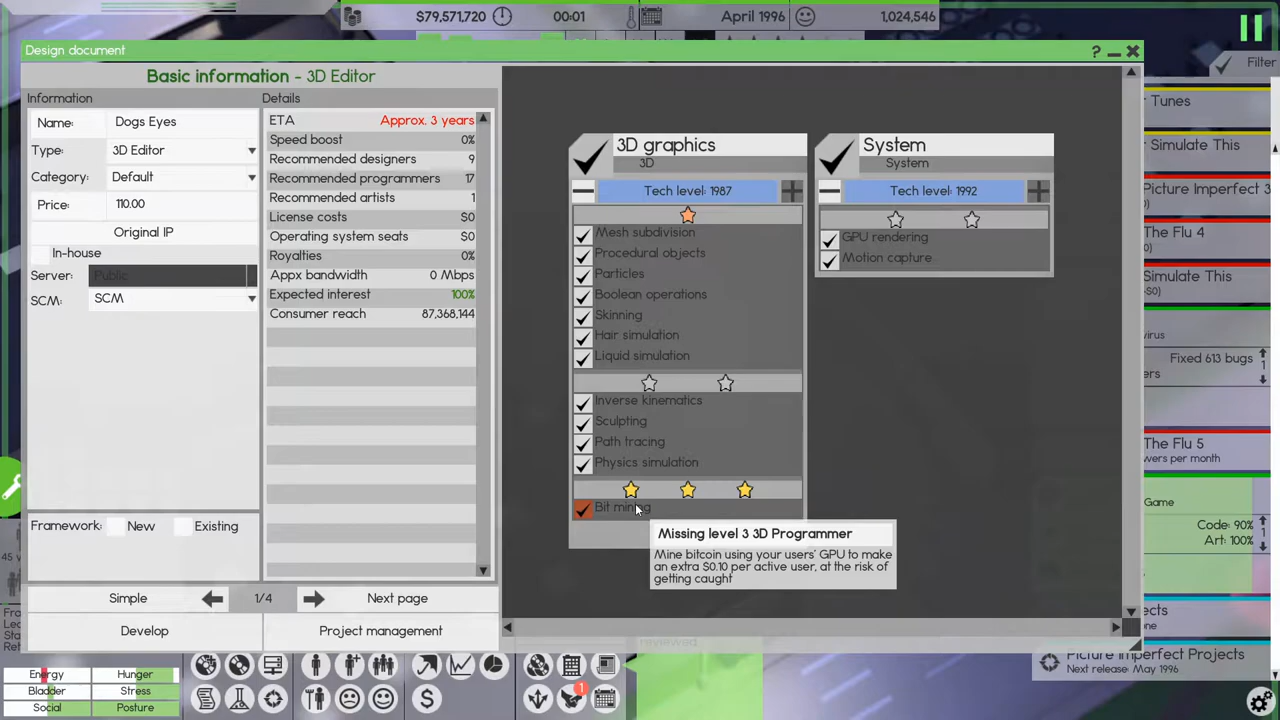 $79,571,720
00:01
April 1996
1,024,546
Design document
?
Filter
Basic information - 3D Editor
Information
Details
Name:
Dogs Eyes
Type:
3D Editor
Category:
Default
Price:
110.00
Original IP
In-house
Server:
Public
SCM:
SCM
ETA
Approx. 3 years
Speed boost
0%
Recommended designers
9
Recommended programmers
17
Recommended artists
1
License costs
$0
Operating system seats
$0
Royalties
0%
Appx bandwidth
0 Mbps
Expected interest
100%
Consumer reach
87,368,144
Framework:
New
Existing
Simple
1/4
Next page
Develop
Project management
3D graphics
3D
Tech level: 1987
Mesh subdivision
Procedural objects
Particles
Boolean operations
Skinning
Hair simulation
Liquid simulation
Inverse kinematics
Sculpting
Path tracing
Physics simulation
Bit mining
System
System
Tech level: 1992
GPU rendering
Motion capture
Missing level 3 3D Programmer
Mine bitcoin using your users' GPU to make
an extra $0.10 per active user, at the risk of
getting caught
Tunes
Simulate This
Picture Imperfect 3
The Flu 4
Simulate This
Fixed 613 bugs
1
The Flu 5
Game
Code: 90%
Art: 100%
1
Picture Imperfect Projects
Next release: May 1996
Energy
Hunger
Bladder
Stress
Social
Posture
$
1